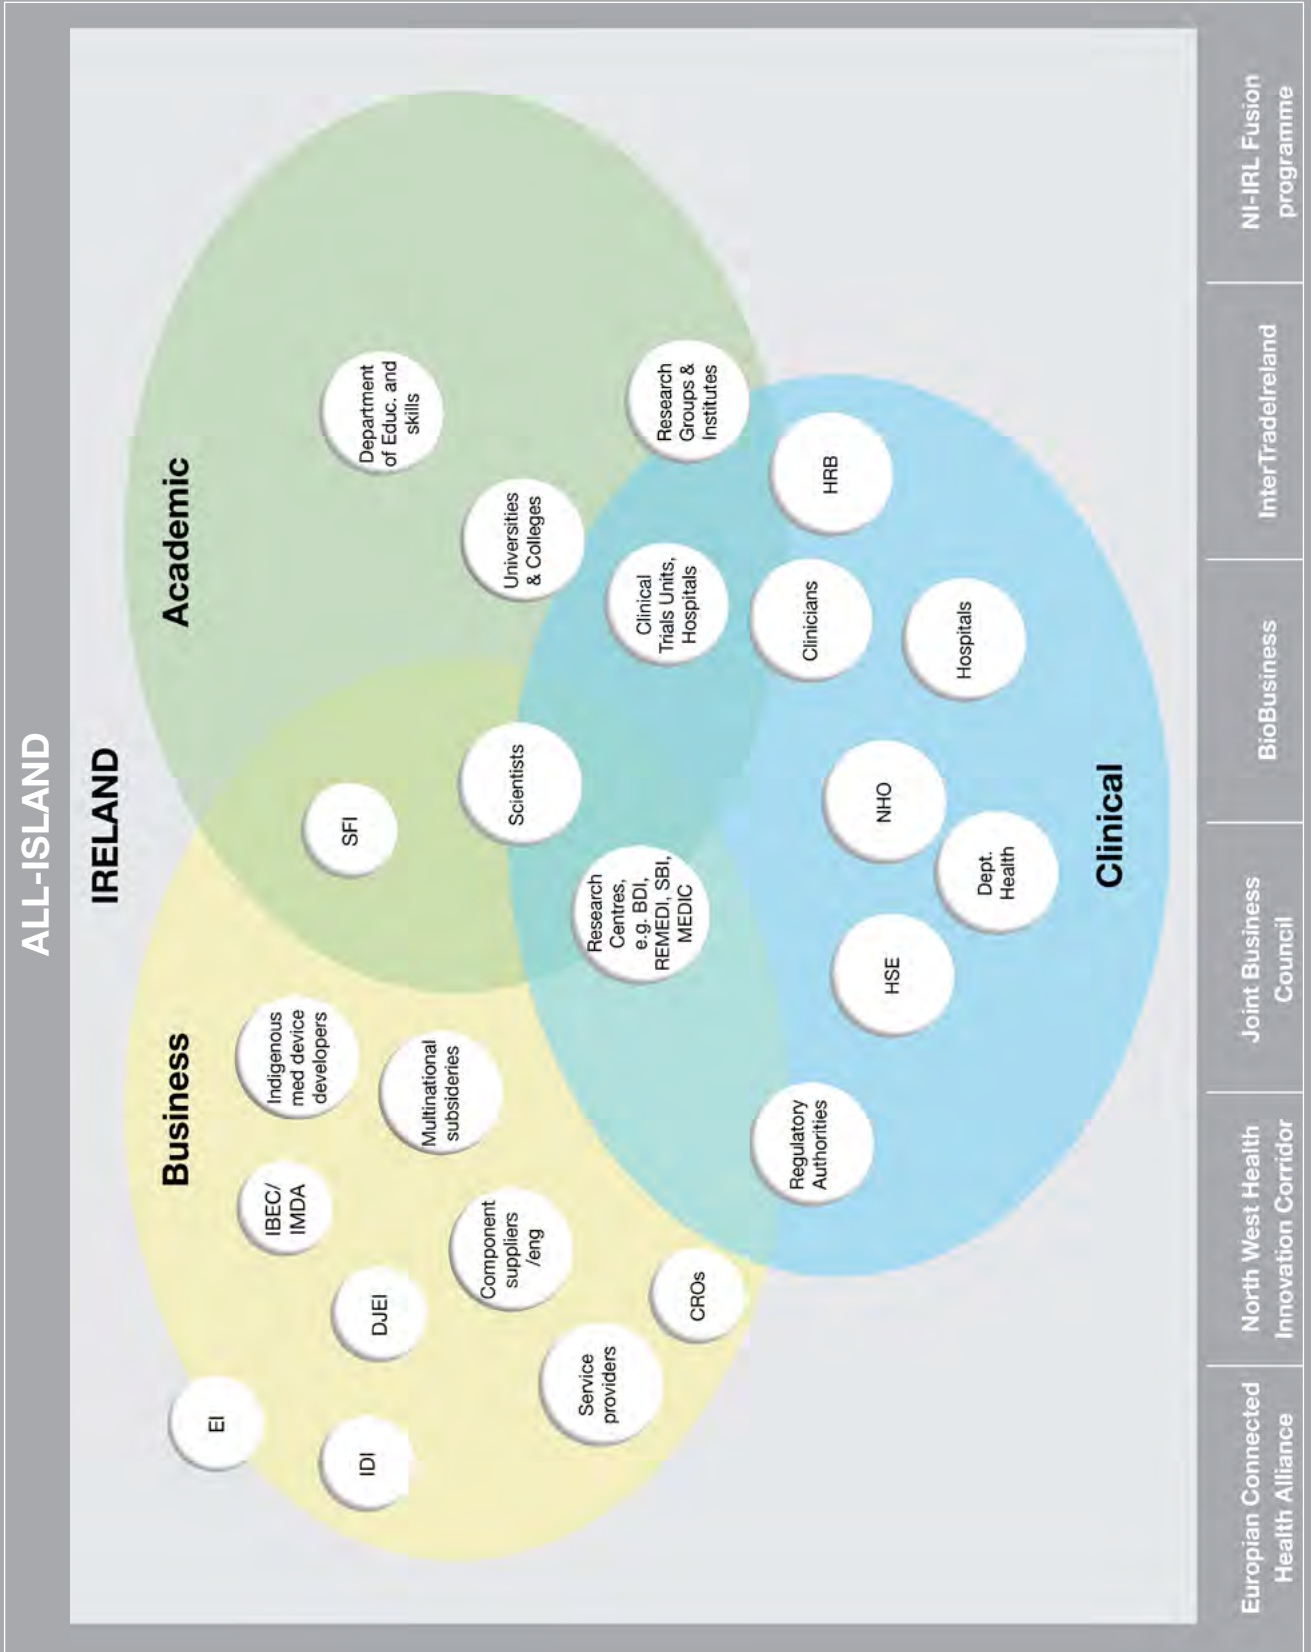 ALL-ISLAND
IRELAND
Business
Academic
Clinical
EI
IDI
DJEI
IBEC/
IMDA
Indigenous
med device
developers
Multinational
subsideries
Component
suppliers
/eng
Service
providers
CROs
SFI
Scientists
Research
Centres,
e.g. BDI,
REMEDI, SBI,
MEDIC
Department
of Educ. and
skills
Universities
& Colleges
Research
Groups &
Institutes
Clinical
Trials Units,
Hospitals
HRB
Clinicians
Hospitals
NHO
Dept.
Health
HSE
Regulatory
Authorities
Europian Connected
Health Alliance
North West Health
Innovation Corridor
Joint Business
Council
BioBusiness
InterTradeIreland
NI-IRL Fusion
programme